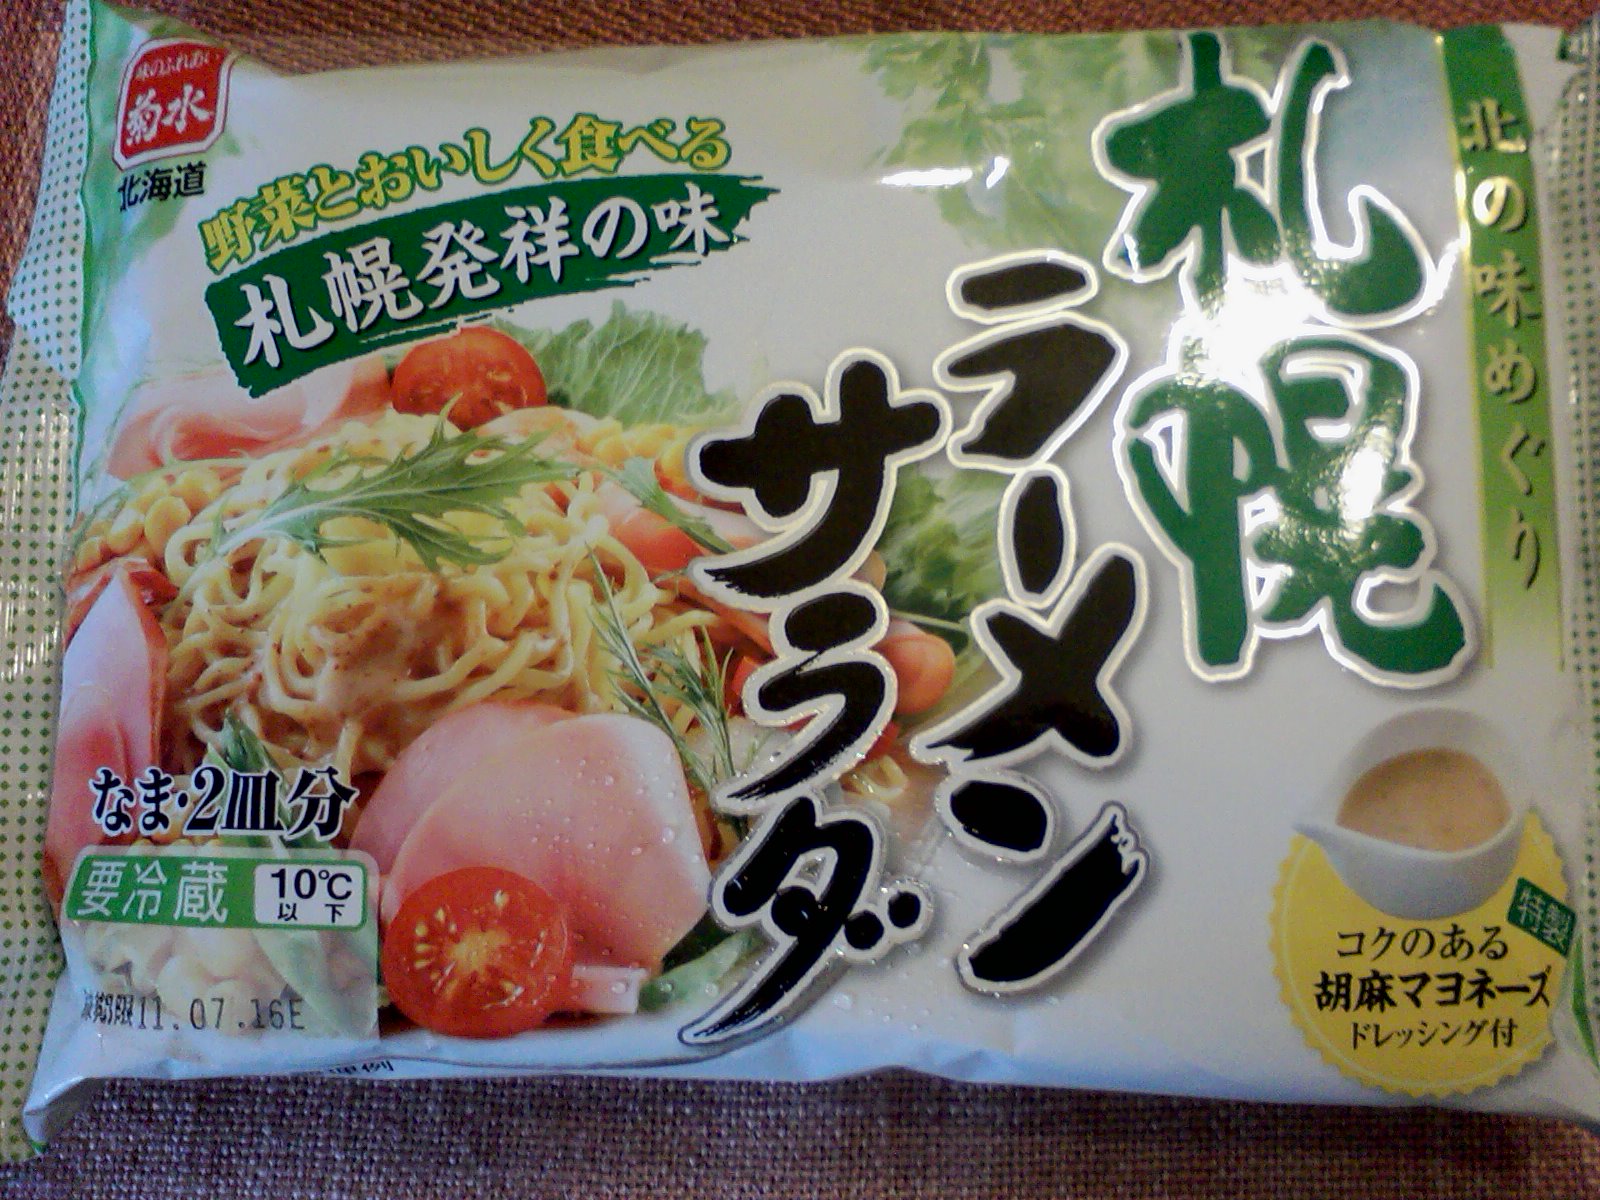 味のふれあい
菊水
北海道
野菜とおいしく食べる
札幌発祥の味
北の味めぐり
札幌
ラーメン
サラダ
なま・2皿分
要冷蔵
10℃
以下
11.07.16E
特製
コクのある
胡麻マヨネーズ
ドレッシング付